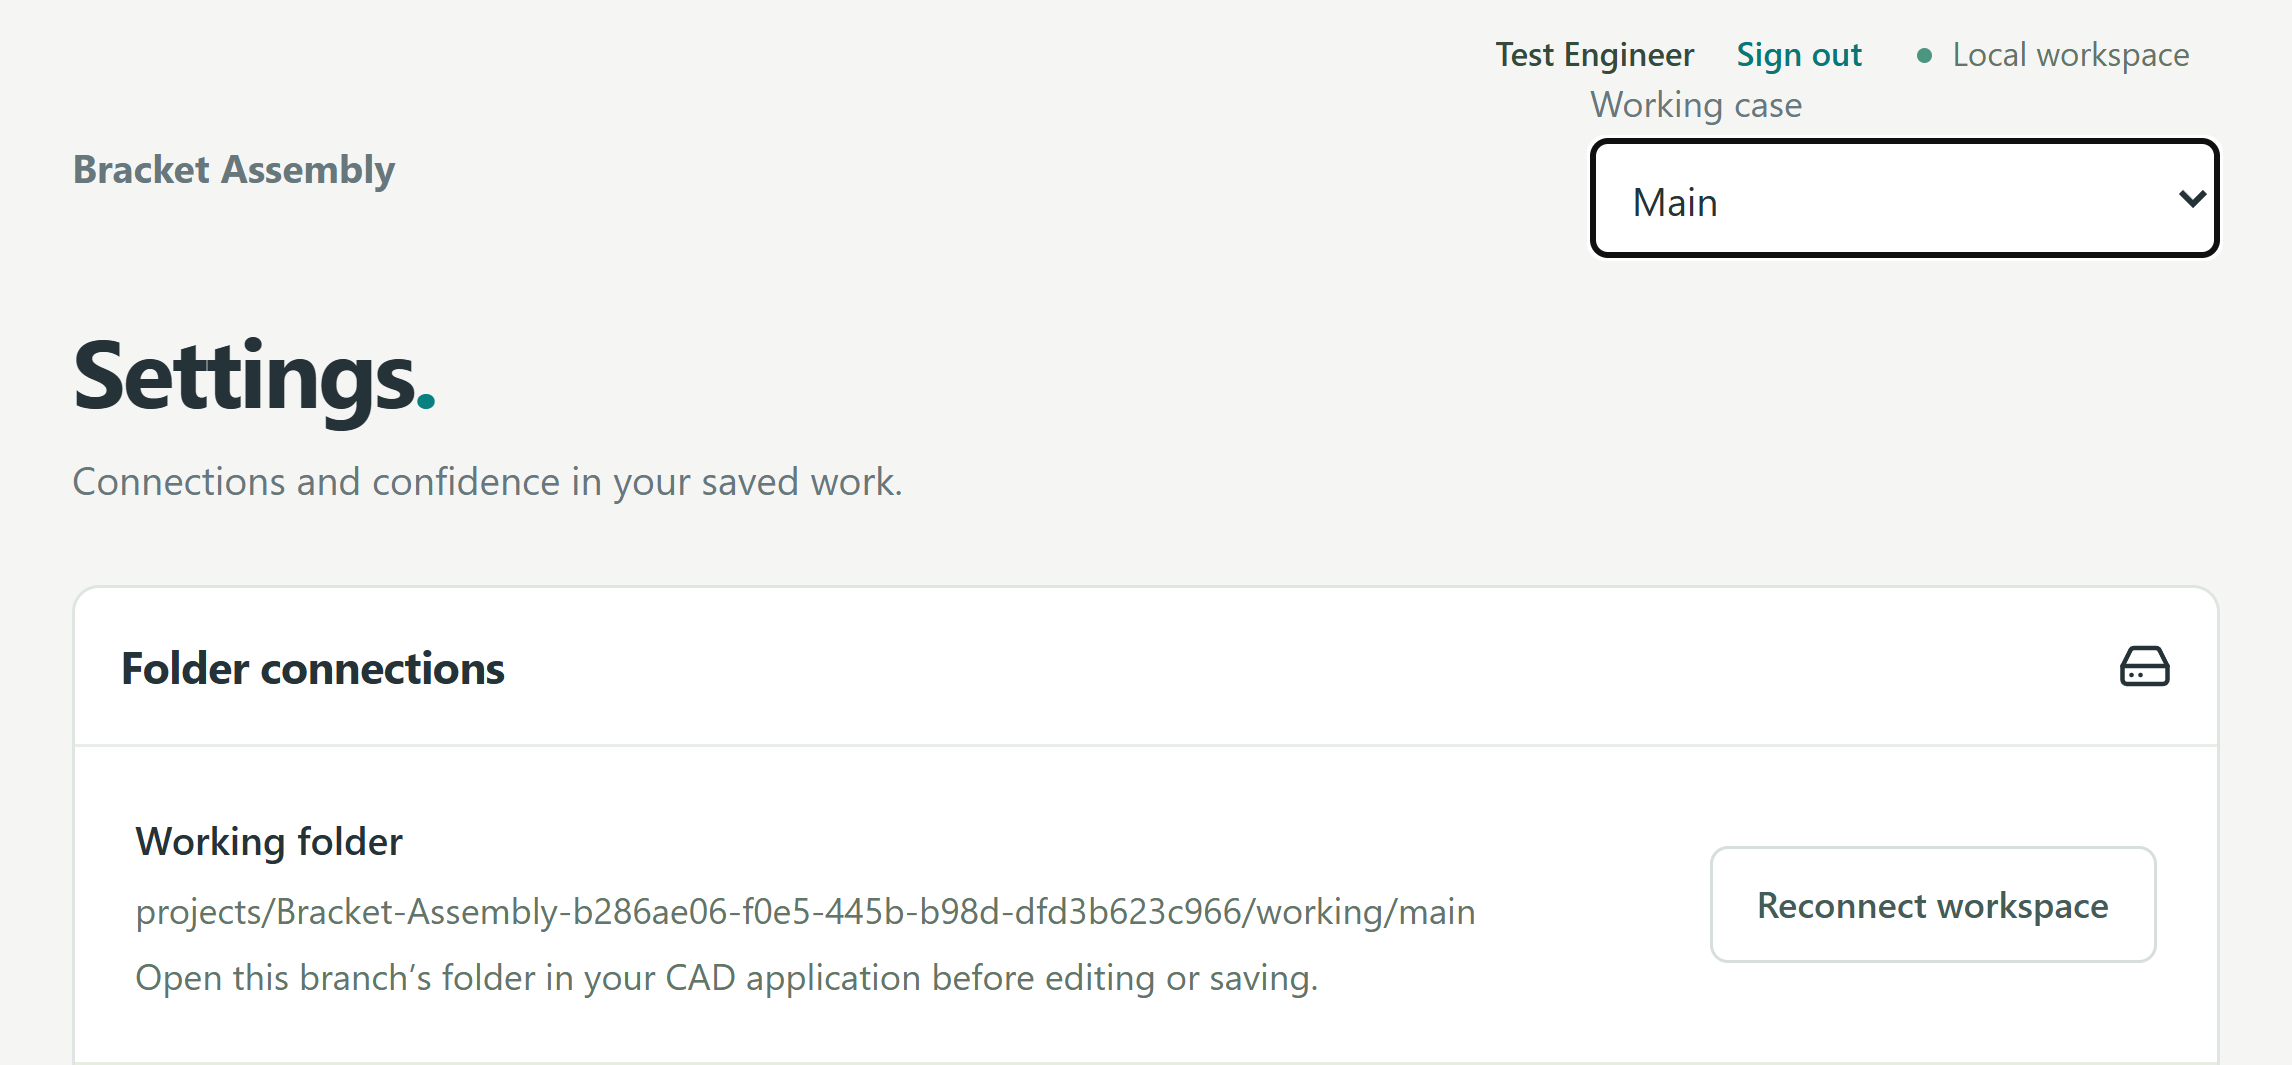 Test Engineer Sign out Local workspace
Working case
Bracket Assembly
Main
Settings.
Connections and confidence in your saved work.
Folder connections
Working folder
projects/Bracket-Assembly-b286ae06-f0e5-445b-b98d-dfd3b623c966/working/main
Reconnect workspace
Open this branch’s folder in your CAD application before editing or saving.